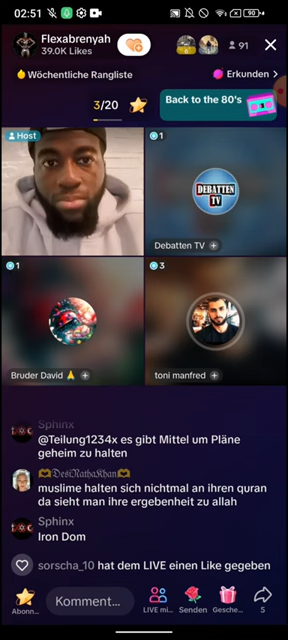 02:51
90
Flexabrenyah
39.0K Likes
91
Wöchentliche Rangliste
Erkunden >
3/20
Back to the 80's
Host
1
DEBATTEN
TV
Debatten TV
1
3
Bruder David 🙏
toni manfred
Sphinx
@Teilung1234x es gibt Mittel um Pläne
geheim zu halten
🫶𝔇𝔢𝔰𝔦𝔑𝔞𝔱𝔥𝔞𝔎𝔥𝔞𝔫🫶
muslime halten sich nichtmal an ihren quran
da sieht man ihre ergebenheit zu allah
Sphinx
Iron Dom
sorscha_10 hat dem LIVE einen Like gegeben
Abonn...
Komment...
LIVE mi...
Senden
Gesche...
5